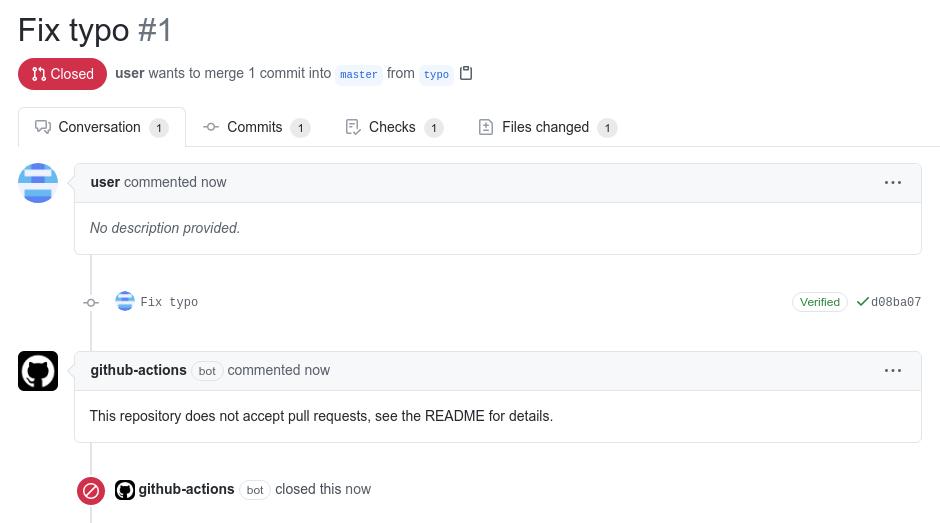 Fix typo #1
Closed user wants to merge 1 commit into master from typo
Conversation 1 Commits 1 Checks 1 Files changed 1
user commented now ...
No description provided.
Fix typo Verified d08ba07
github-actions bot commented now ...
This repository does not accept pull requests, see the README for details.
github-actions bot closed this now